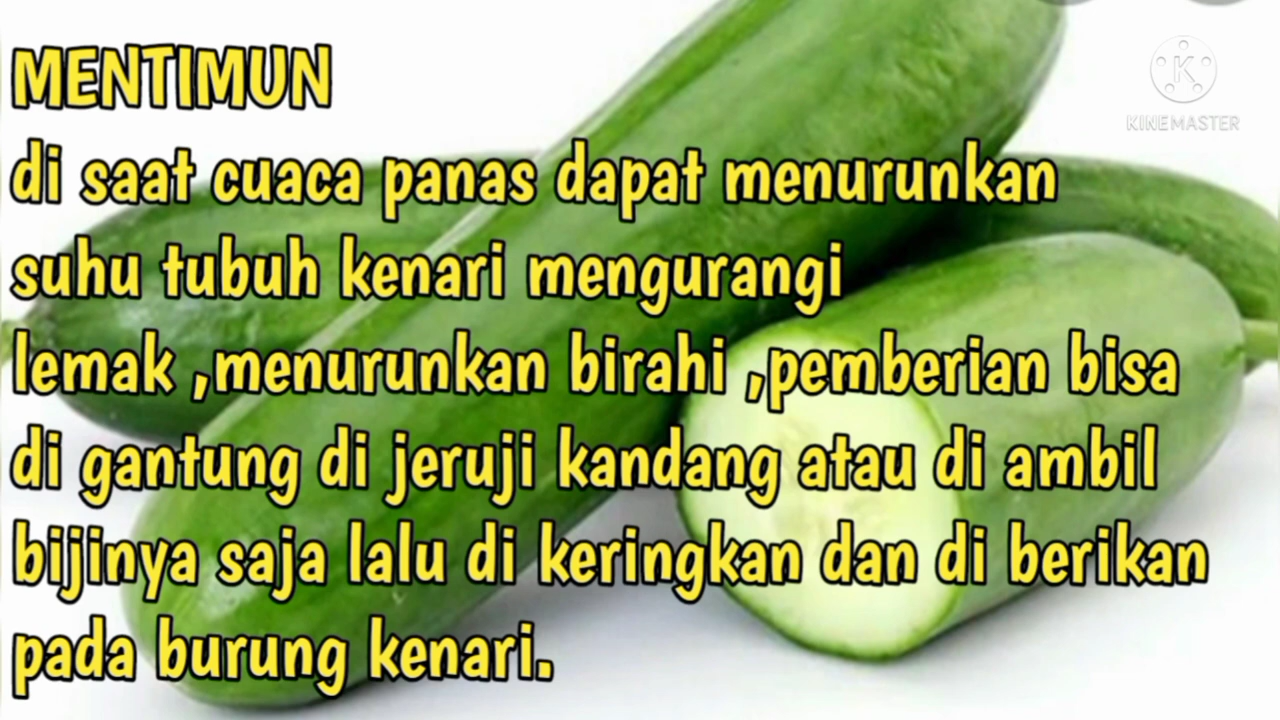 MENTIMUN
di saat cuaca panas dapat menurunkan
suhu tubuh kenari mengurangi
lemak ,menurunkan birahi ,pemberian bisa
di gantung di jeruji kandang atau di ambil
bijinya saja lalu di keringkan dan di berikan
pada burung kenari.
K
KINEMASTER